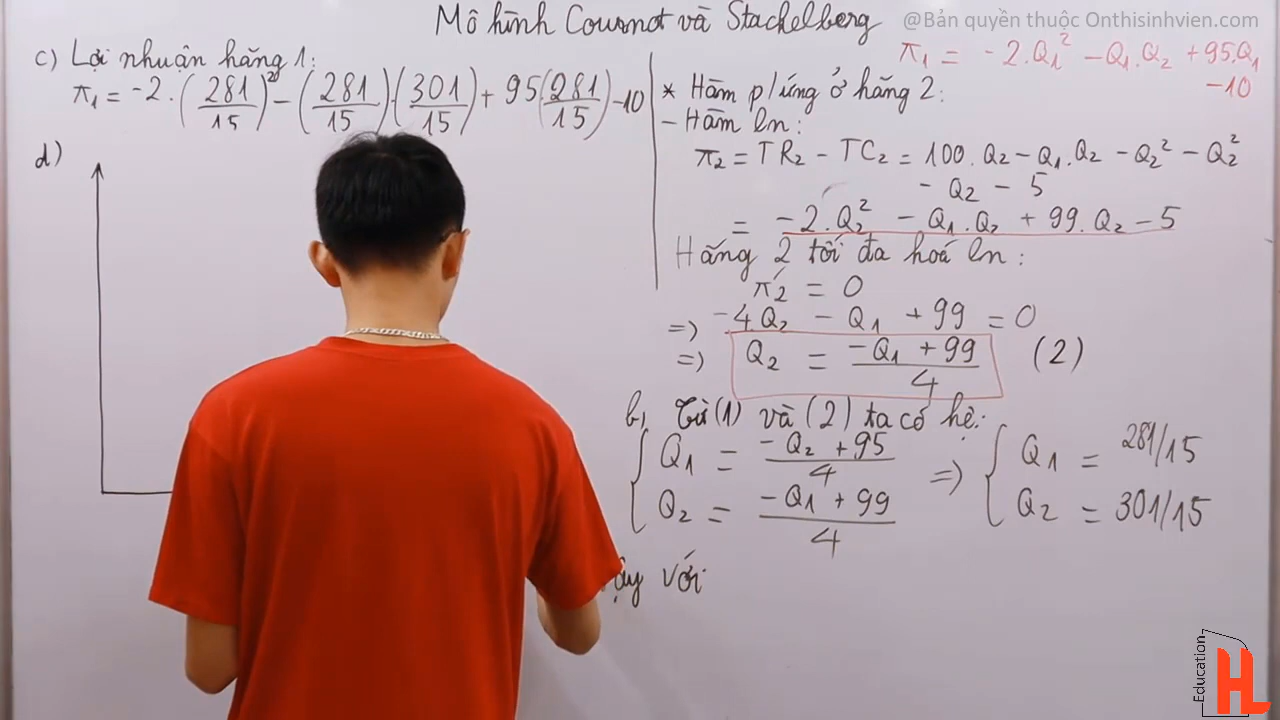 Mô hình Cournot và Stackelberg
@Bản quyền thuộc Onthisinhvien.com
π₁ = -2.Q₁² - Q₁.Q₂ + 95.Q₁
-10
c) Lợi nhuận hãng 1:
π₁ = -2.(281/15)² - (281/15).(301/15) + 95.(281/15) - 10
d)
* Hàm p/ứng ở hãng 2:
- Hàm ln:
π₂ = TR₂ - TC₂ = 100.Q₂ - Q₁.Q₂ - Q₂² - Q₂²
- Q₂ - 5
= -2.Q₂² - Q₁.Q₂ + 99.Q₂ - 5
Hãng 2 tối đa hoá ln:
π₂' = 0
=> -4Q₂ - Q₁ + 99 = 0
=> Q₂ = (-Q₁ + 99)/4 (2)
b, Từ (1) và (2) ta có hệ:
{ Q₁ = (-Q₂ + 95)/4 => { Q₁ = 281/15
Q₂ = (-Q₁ + 99)/4 Q₂ = 301/15
với
Education
HL